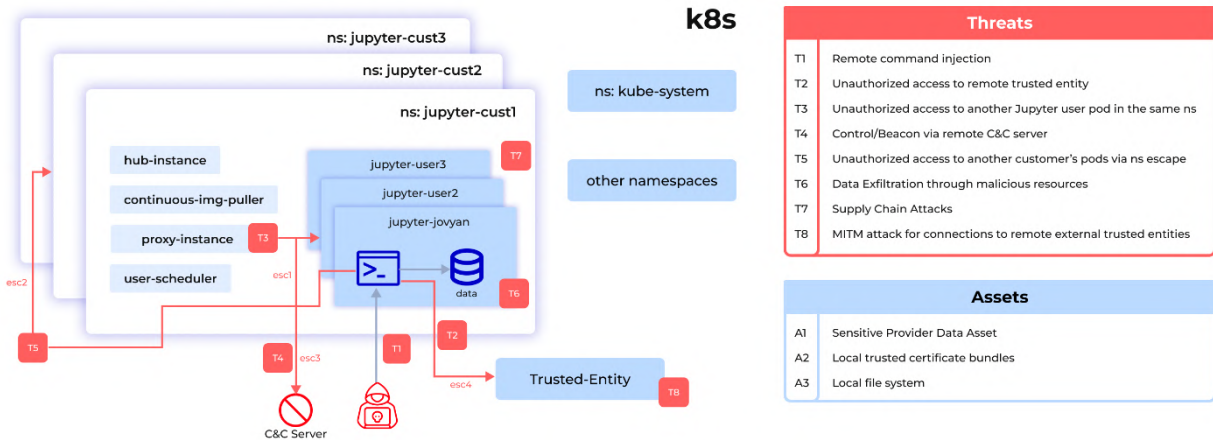 k8s
ns: jupyter-cust3
ns: jupyter-cust2
ns: jupyter-cust1
hub-instance
continuous-img-puller
proxy-instance
user-scheduler
jupyter-user3
jupyter-user2
jupyter-jovyan
data
T7
T3
T6
esc1
esc2
T5
T4
esc3
T1
T2
esc4
C&C Server
Trusted-Entity
T8
ns: kube-system
other namespaces
Threats
T1 Remote command injection
T2 Unauthorized access to remote trusted entity
T3 Unauthorized access to another Jupyter user pod in the same ns
T4 Control/Beacon via remote C&C server
T5 Unauthorized access to another customer's pods via ns escape
T6 Data Exfiltration through malicious resources
T7 Supply Chain Attacks
T8 MITM attack for connections to remote external trusted entities
Assets
A1 Sensitive Provider Data Asset
A2 Local trusted certificate bundles
A3 Local file system